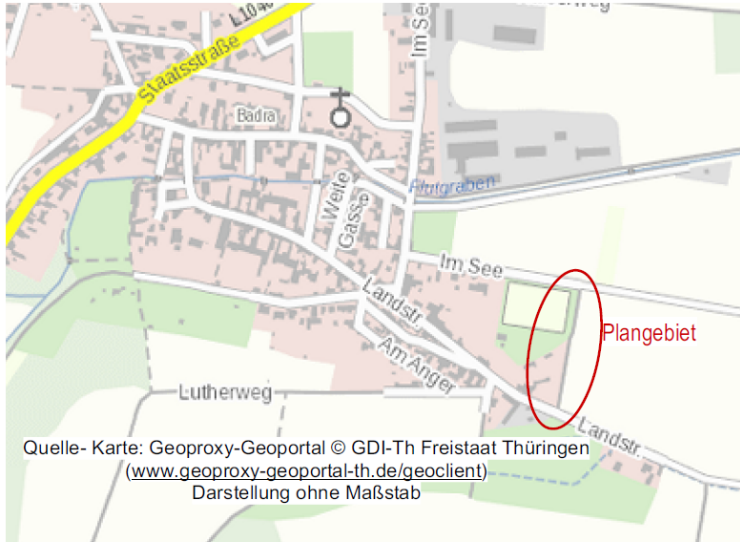 L1040
Staatsstraße
Im See
Badra
Flutgraben
Weite
Gasse
Im See
Landstr.
Plangebiet
Am Anger
Lutherweg
Landstr.
Quelle- Karte: Geoproxy-Geoportal © GDI-Th Freistaat Thüringen
(www.geoproxy-geoportal-th.de/geoclient)
Darstellung ohne Maßstab